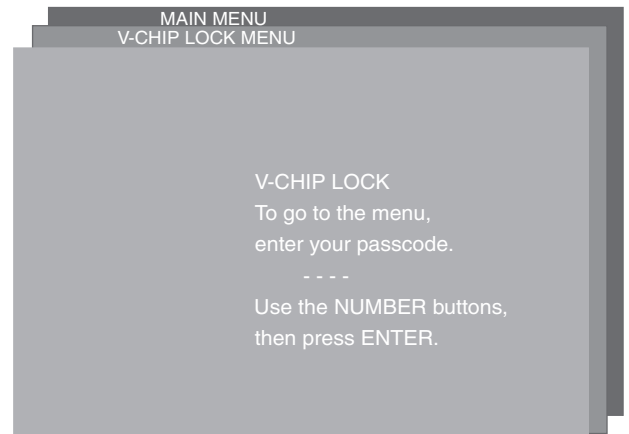 MAIN MENU
V-CHIP LOCK MENU
V-CHIP LOCK
To go to the menu,
enter your passcode.
- - - -
Use the NUMBER buttons,
then press ENTER.